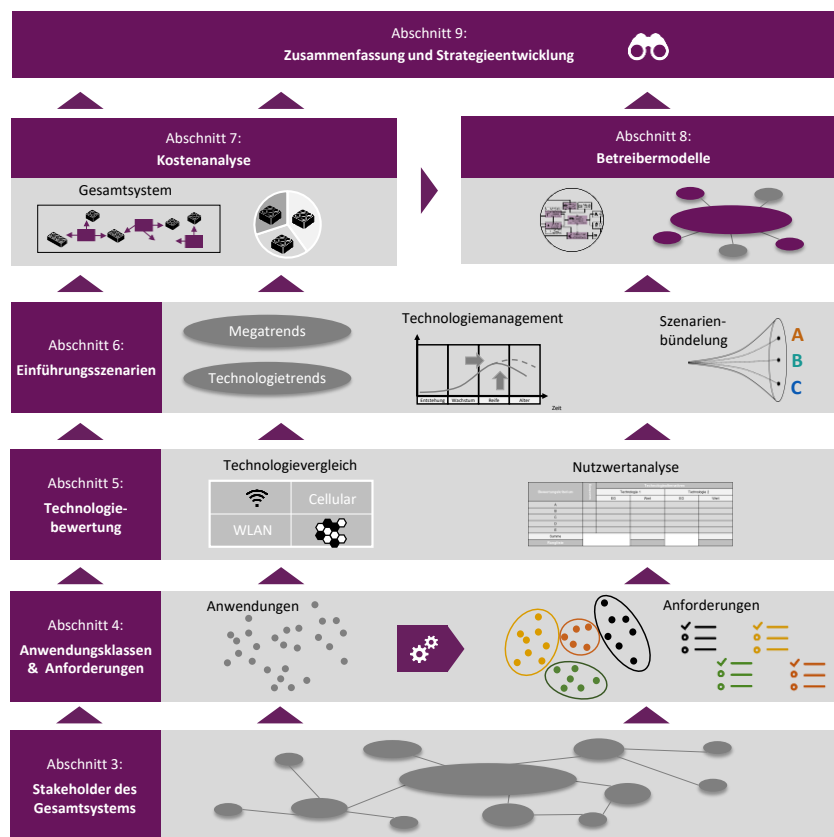 Abschnitt 9:
Zusammenfassung und Strategieentwicklung
Abschnitt 7:
Kostenanalyse
Abschnitt 8:
Betreibermodelle
Gesamtsystem
Abschnitt 6:
Einführungsszenarien
Megatrends
Technologietrends
Technologiemanagement
Entstehung Wachstum Reife Alter
Zeit
Szenarien-
bündelung
A
B
C
Abschnitt 5:
Technologie-
bewertung
Technologievergleich
Cellular
WLAN
Nutzwertanalyse
Technologie 1 Technologie 2
A
B
C
D
E
Summe
Abschnitt 4:
Anwendungsklassen
& Anforderungen
Anwendungen
Anforderungen
Abschnitt 3:
Stakeholder des
Gesamtsystems